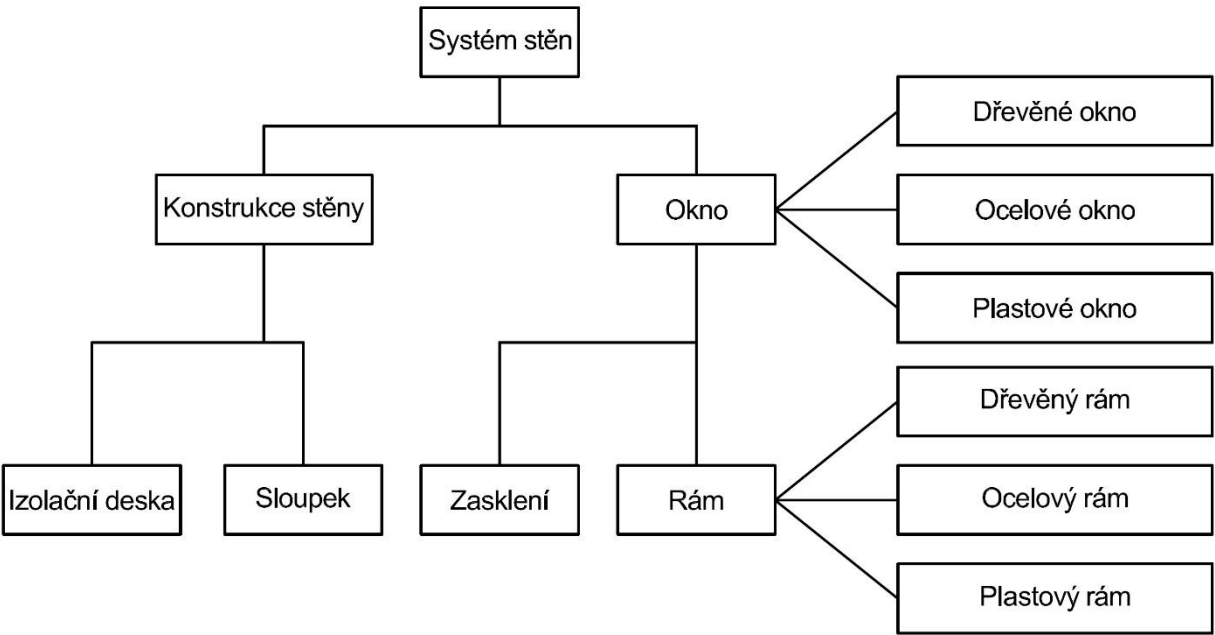 Systém stěn
Dřevěné okno
Konstrukce stěny
Okno
Ocelové okno
Plastové okno
Dřevěný rám
Izolační deska
Sloupek
Zasklení
Rám
Ocelový rám
Plastový rám